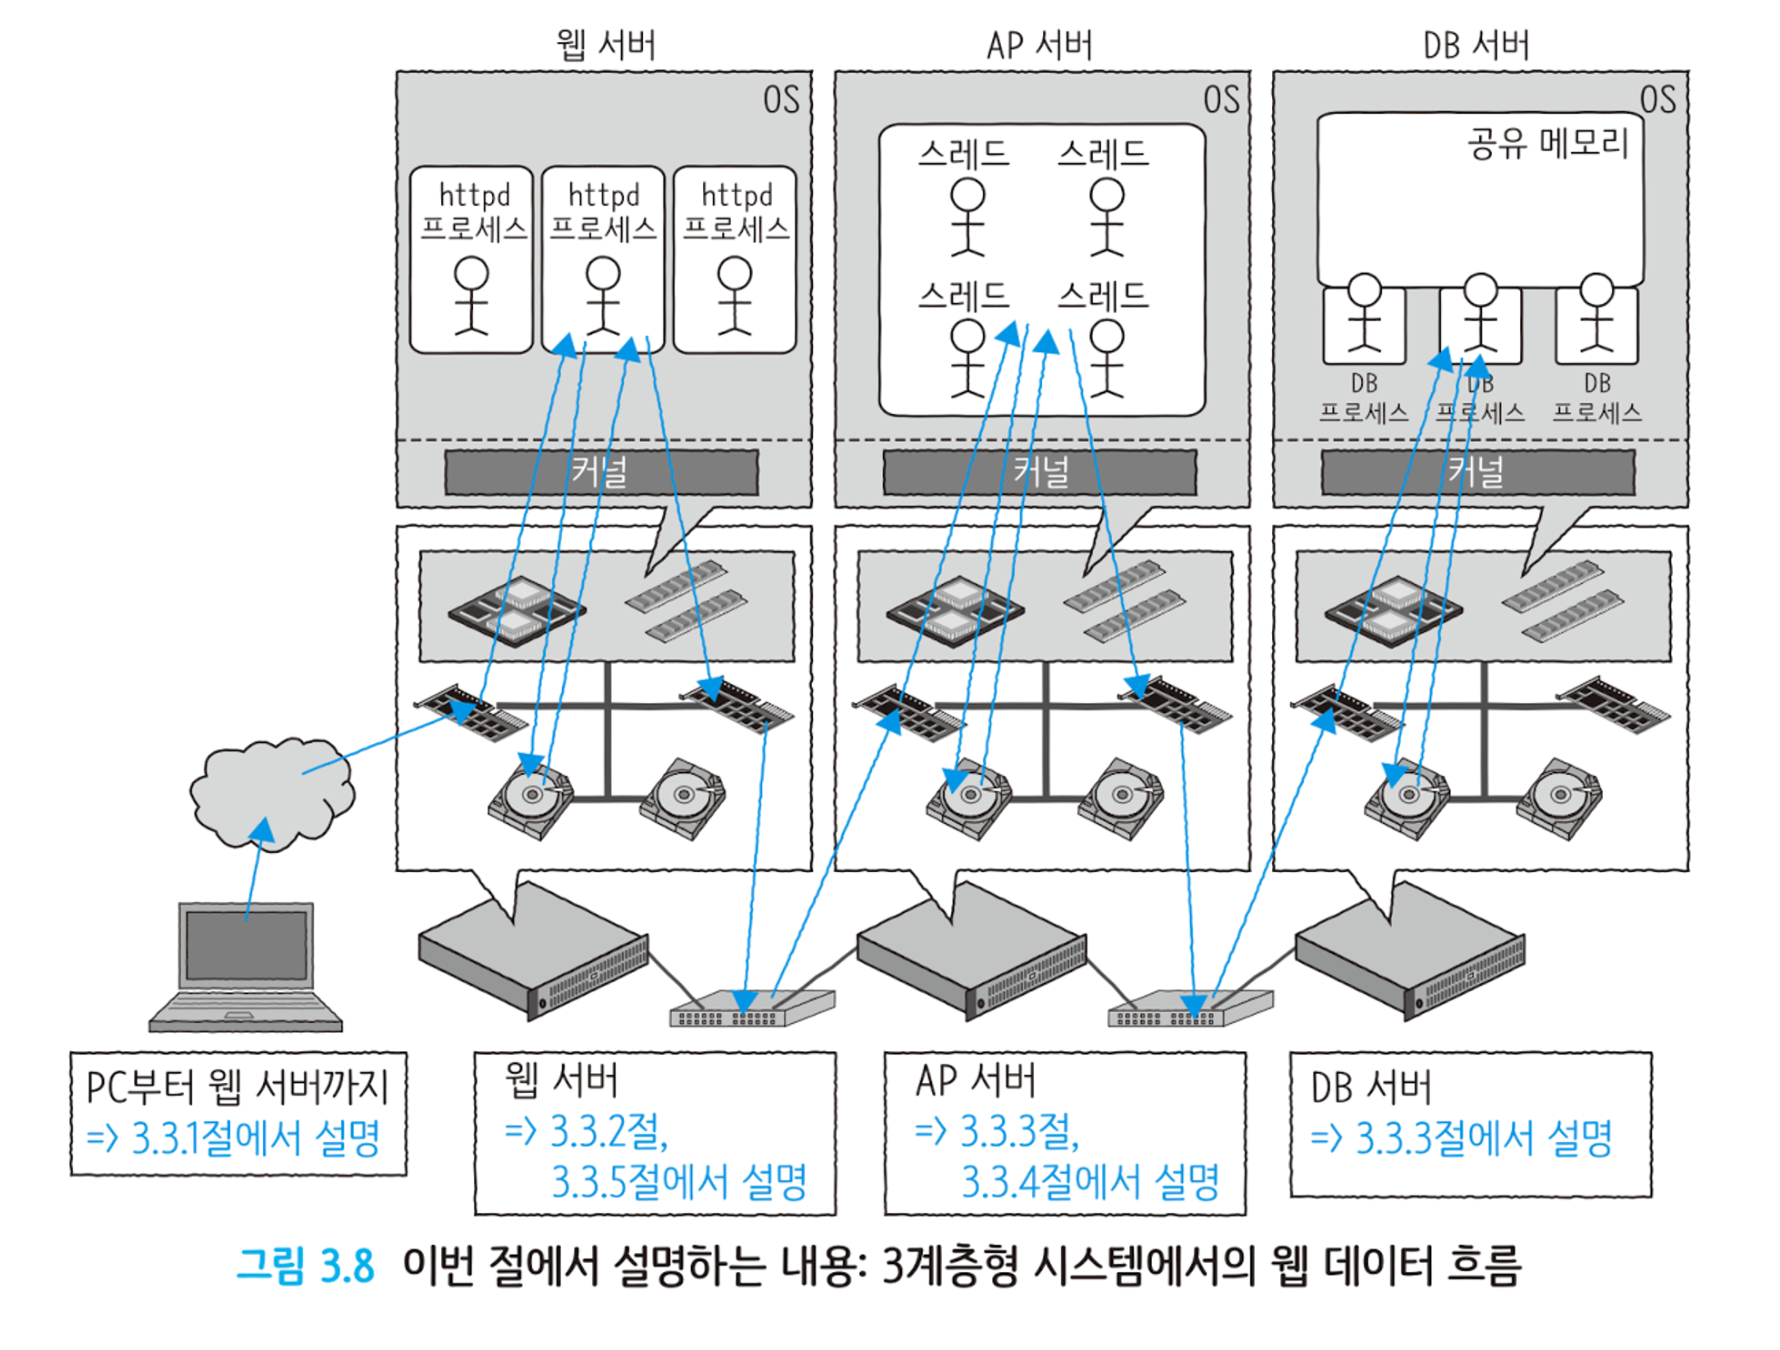 웹 서버
AP 서버
DB 서버
OS
OS
OS
httpd
프로세스
httpd
프로세스
httpd
프로세스
스레드
스레드
스레드
스레드
공유 메모리
DB
프로세스
DB
프로세스
DB
프로세스
커널
커널
커널
PC부터 웹 서버까지
=> 3.3.1절에서 설명
웹 서버
=> 3.3.2절,
3.3.5절에서 설명
AP 서버
=> 3.3.3절,
3.3.4절에서 설명
DB 서버
=> 3.3.3절에서 설명
그림 3.8 이번 절에서 설명하는 내용: 3계층형 시스템에서의 웹 데이터 흐름